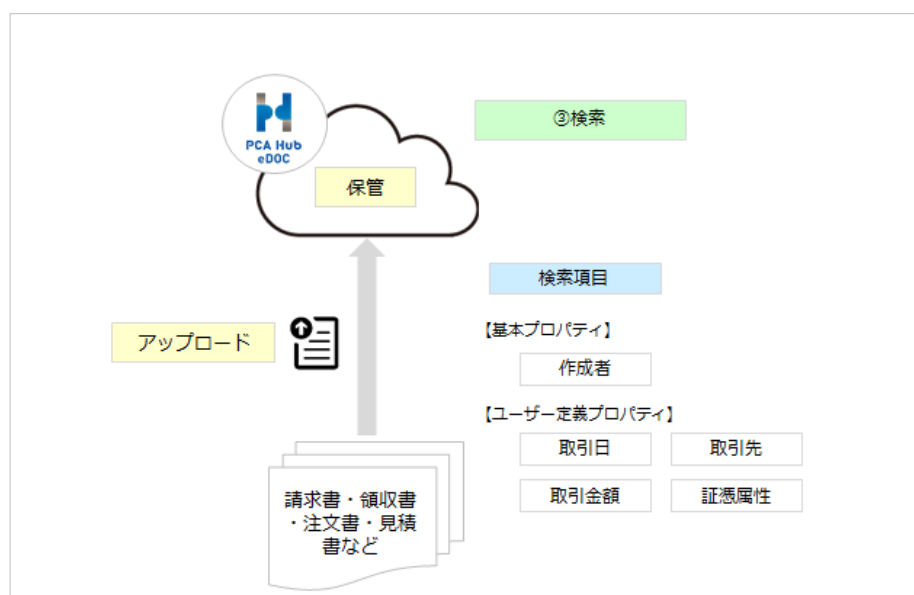 PCA Hub
eDOC
③検索
保管
検索項目
アップロード
【基本プロパティ】
作成者
【ユーザー定義プロパティ】
取引日
取引先
取引金額
証憑属性
請求書・領収書
・注文書・見積
書など